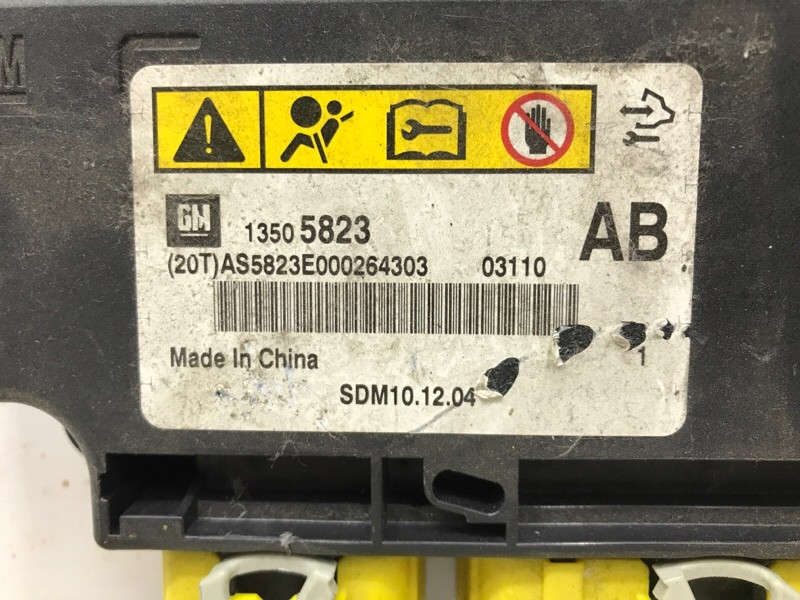 M
GM
1350 5823
AB
(20T)AS5823E000264303 03110
Made In China
1
SDM10.12.04